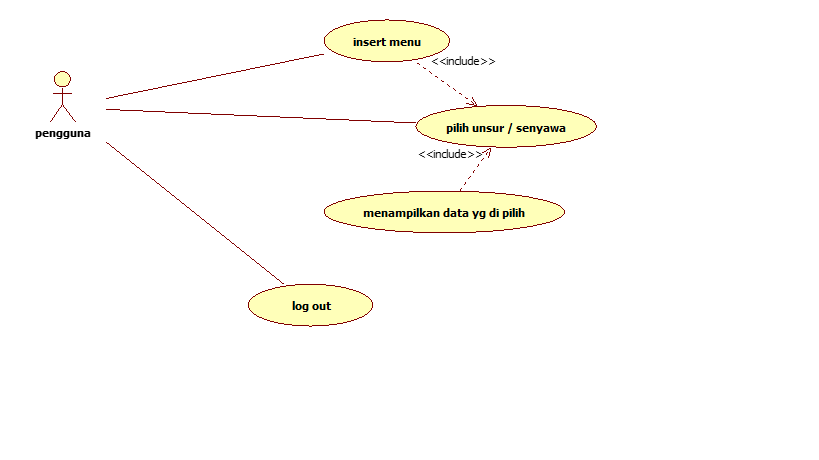 insert menu
<<include>>
pengguna
pilih unsur / senyawa
<<include>>
menampilkan data yg di pilih
log out